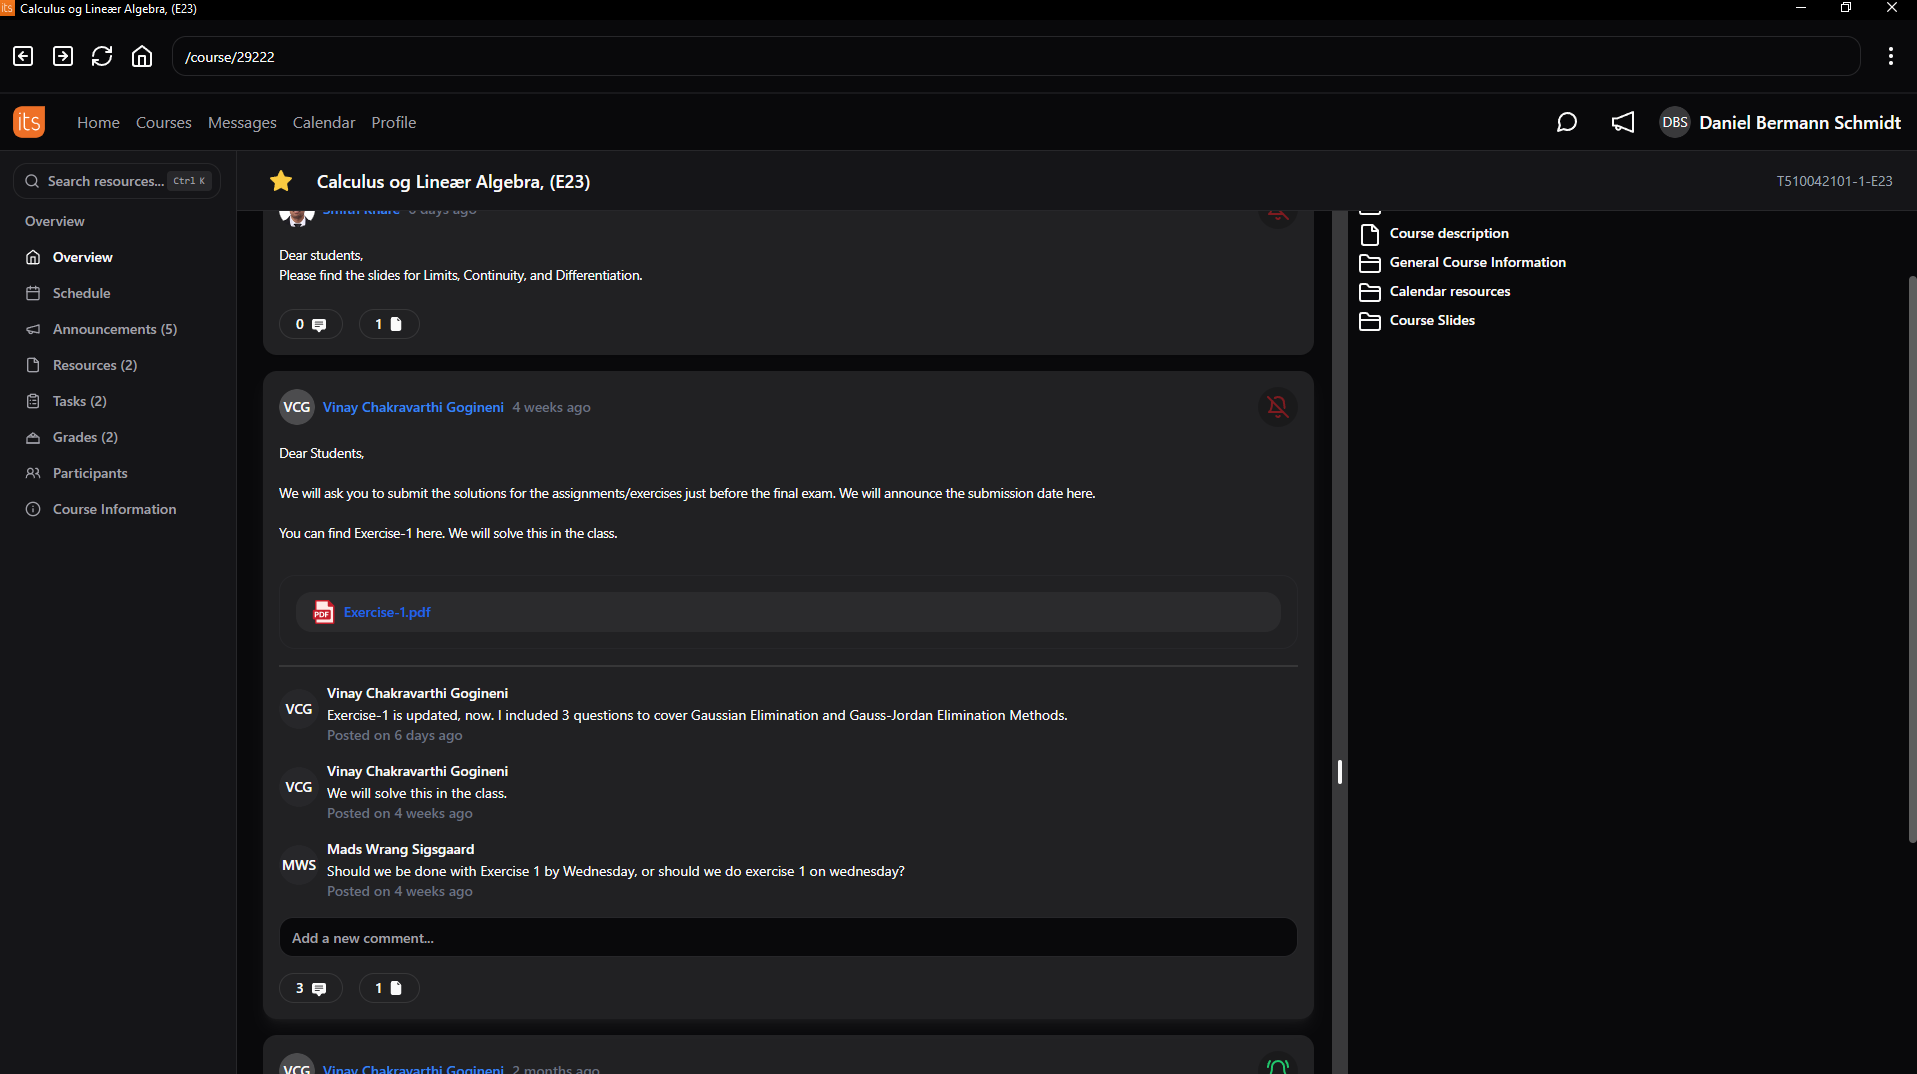 its Calculus og Lineær Algebra, (E23)
/course/29222
its Home Courses Messages Calendar Profile DBS Daniel Bermann Schmidt
Search resources... Ctrl K
Overview
Overview
Schedule
Announcements (5)
Resources (2)
Tasks (2)
Grades (2)
Participants
Course Information
Calculus og Lineær Algebra, (E23)
T510042101-1-E23
6 days ago
Dear students,
Please find the slides for Limits, Continuity, and Differentiation.
0 1
VCG Vinay Chakravarthi Gogineni 4 weeks ago
Dear Students,
We will ask you to submit the solutions for the assignments/exercises just before the final exam. We will announce the submission date here.
You can find Exercise-1 here. We will solve this in the class.
PDF Exercise-1.pdf
VCG
Vinay Chakravarthi Gogineni
Exercise-1 is updated, now. I included 3 questions to cover Gaussian Elimination and Gauss-Jordan Elimination Methods.
Posted on 6 days ago
VCG
Vinay Chakravarthi Gogineni
We will solve this in the class.
Posted on 4 weeks ago
MWS
Mads Wrang Sigsgaard
Should we be done with Exercise 1 by Wednesday, or should we do exercise 1 on wednesday?
Posted on 4 weeks ago
Add a new comment...
3 1
VCG Vinay Chakravarthi Gogineni 2 months ago
Course description
General Course Information
Calendar resources
Course Slides